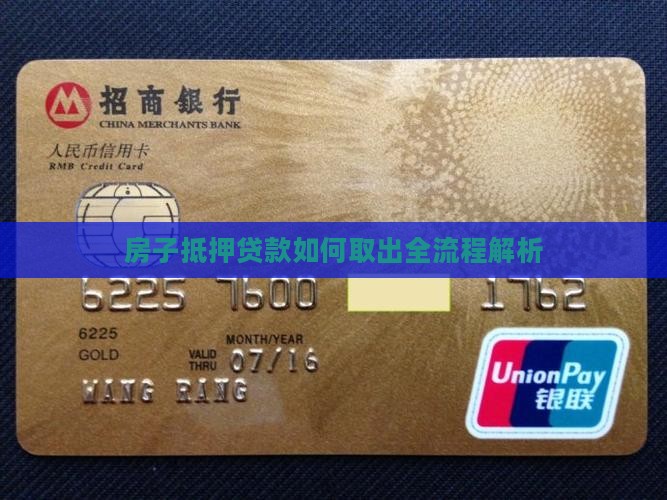 招商银行
CHINA MERCHANTS BANK
人民币信用卡
RMB Credit Card
房子抵押贷款如何取出全流程解析
6225 7600 1762
6225
MONTH/YEAR
GOLD VALID THRU 07/16
WANG RANG
UnionPay
银联